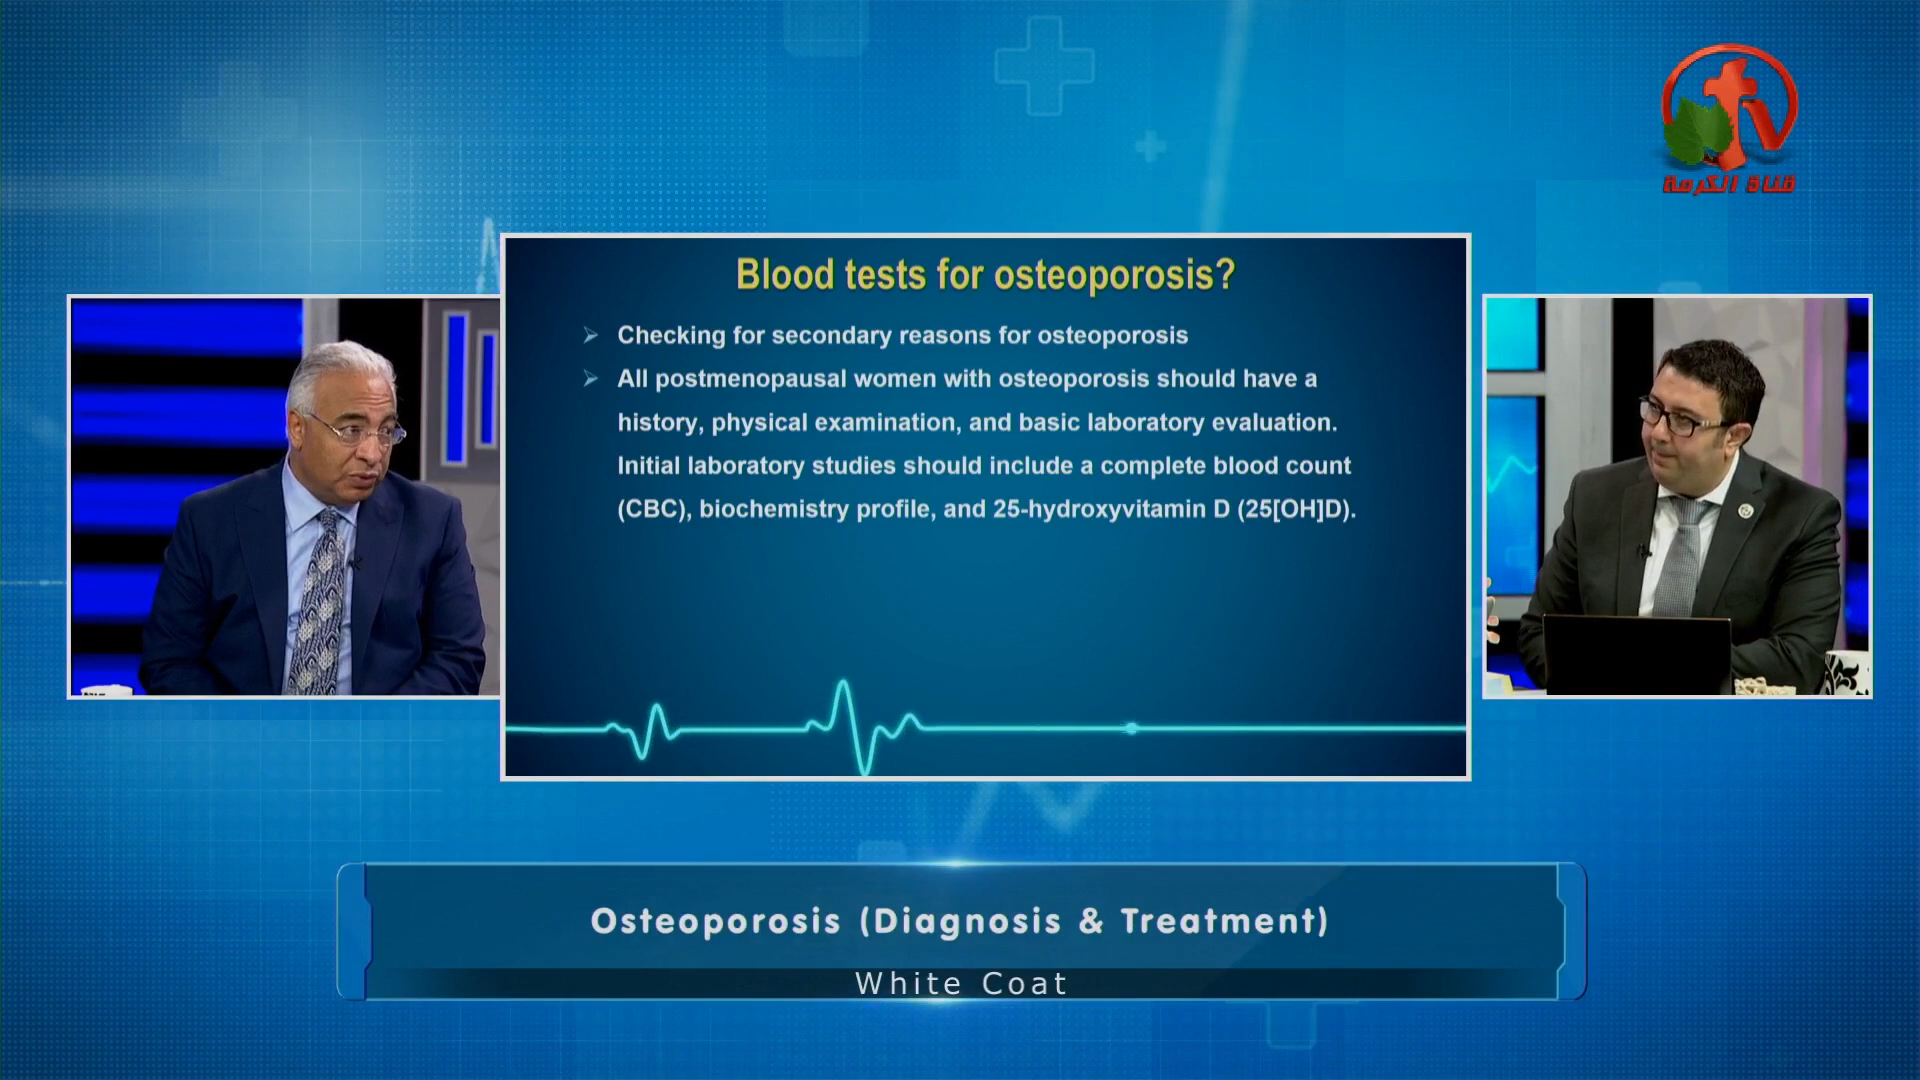 tv
قناة الكرمة
Blood tests for osteoporosis?
Checking for secondary reasons for osteoporosis
All postmenopausal women with osteoporosis should have a
history, physical examination, and basic laboratory evaluation.
Initial laboratory studies should include a complete blood count
(CBC), biochemistry profile, and 25-hydroxyvitamin D (25[OH]D).
Osteoporosis (Diagnosis & Treatment)
White Coat